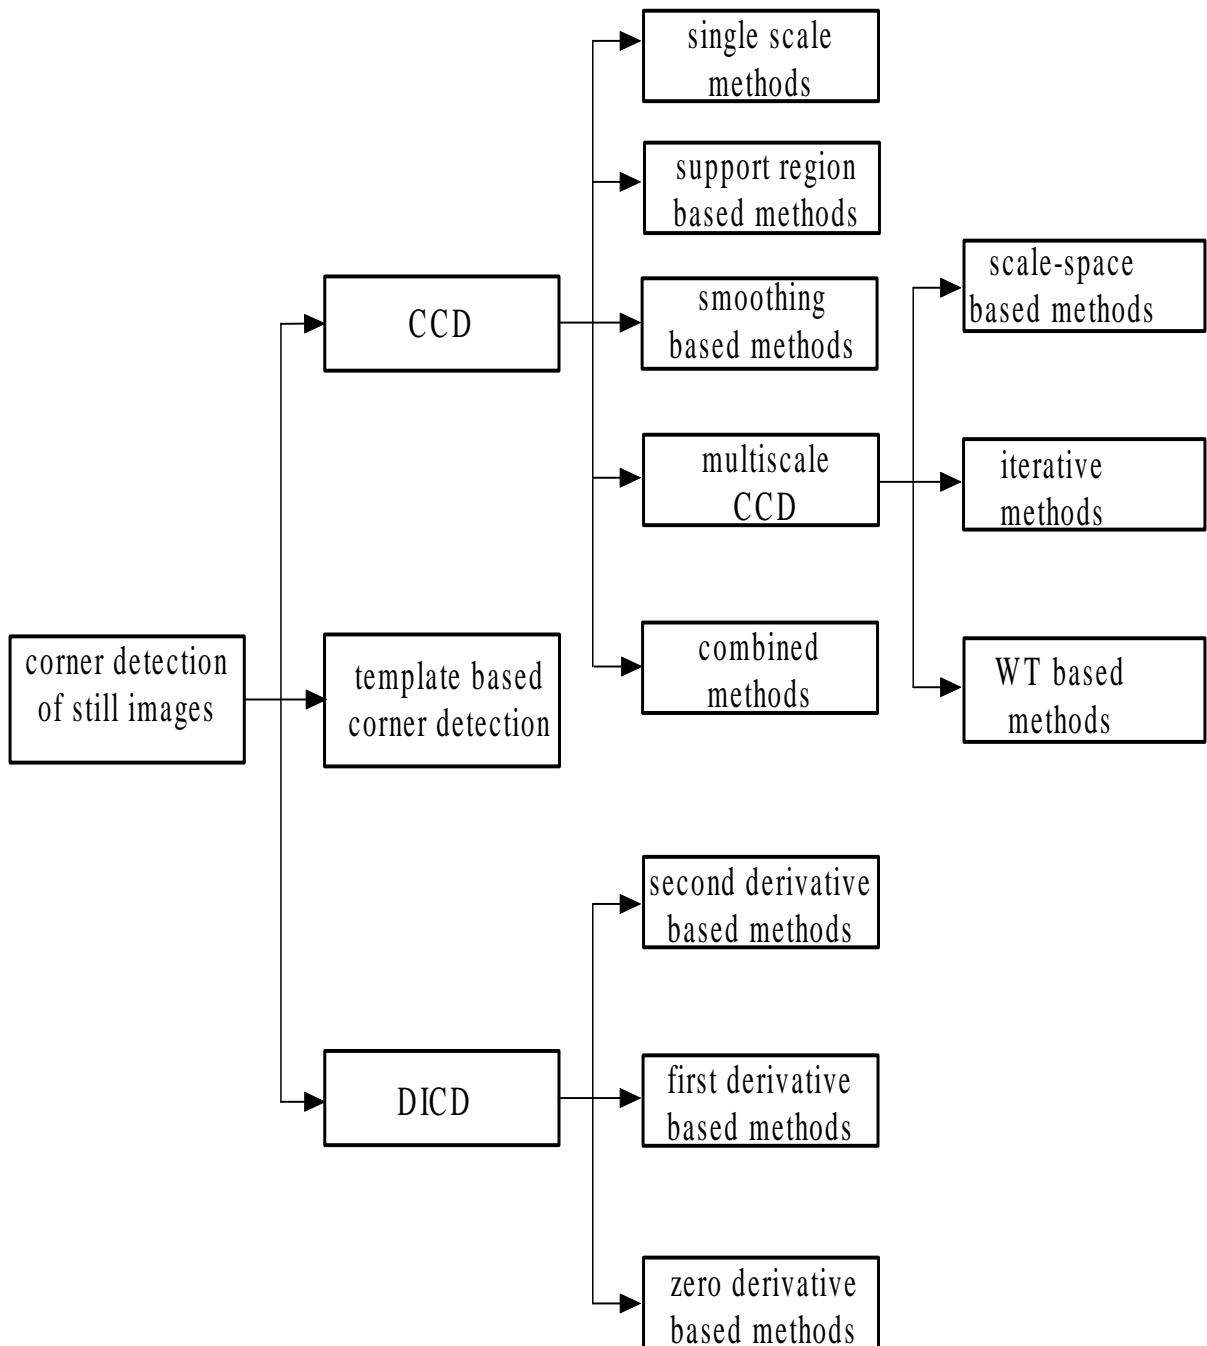 single scale
methods
support region
based methods
scale-space
based methods
CCD
smoothing
based methods
multiscale
CCD
iterative
methods
corner detection
of still images
template based
corner detection
combined
methods
WT based
methods
second derivative
based methods
DICD
first derivative
based methods
zero derivative
based methods